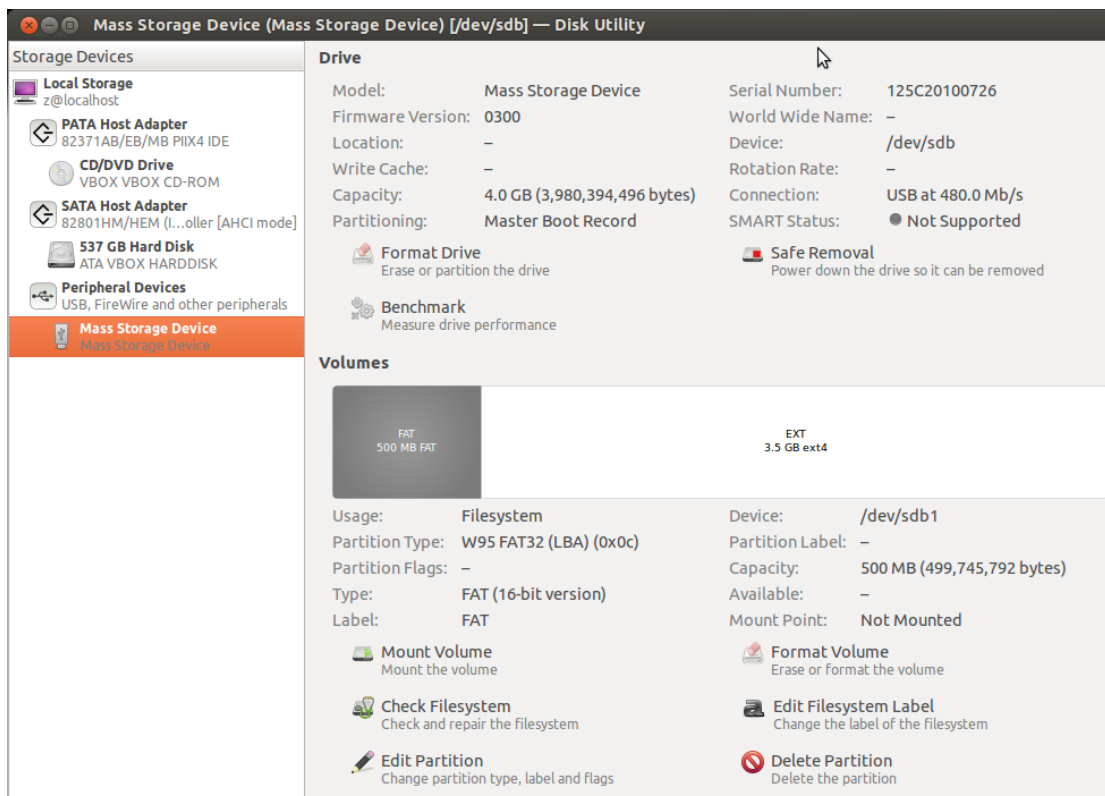 Mass Storage Device (Mass Storage Device) [/dev/sdb] — Disk Utility
Storage Devices
Local Storage
z@localhost
PATA Host Adapter
82371AB/EB/MB PIIX4 IDE
CD/DVD Drive
VBOX VBOX CD-ROM
SATA Host Adapter
82801HM/HEM (I...oller [AHCI mode]
537 GB Hard Disk
ATA VBOX HARDDISK
Peripheral Devices
USB, FireWire and other peripherals
Mass Storage Device
Mass Storage Device
Drive
Model: Mass Storage Device Serial Number: 125C20100726
Firmware Version: 0300 World Wide Name: –
Location: – Device: /dev/sdb
Write Cache: – Rotation Rate: –
Capacity: 4.0 GB (3,980,394,496 bytes) Connection: USB at 480.0 Mb/s
Partitioning: Master Boot Record SMART Status: Not Supported
Format Drive Safe Removal
Erase or partition the drive Power down the drive so it can be removed
Benchmark
Measure drive performance
Volumes
FAT EXT
500 MB FAT 3.5 GB ext4
Usage: Filesystem Device: /dev/sdb1
Partition Type: W95 FAT32 (LBA) (0x0c) Partition Label: –
Partition Flags: – Capacity: 500 MB (499,745,792 bytes)
Type: FAT (16-bit version) Available: –
Label: FAT Mount Point: Not Mounted
Mount Volume Format Volume
Mount the volume Erase or format the volume
Check Filesystem Edit Filesystem Label
Check and repair the filesystem Change the label of the filesystem
Edit Partition Delete Partition
Change partition type, label and flags Delete the partition